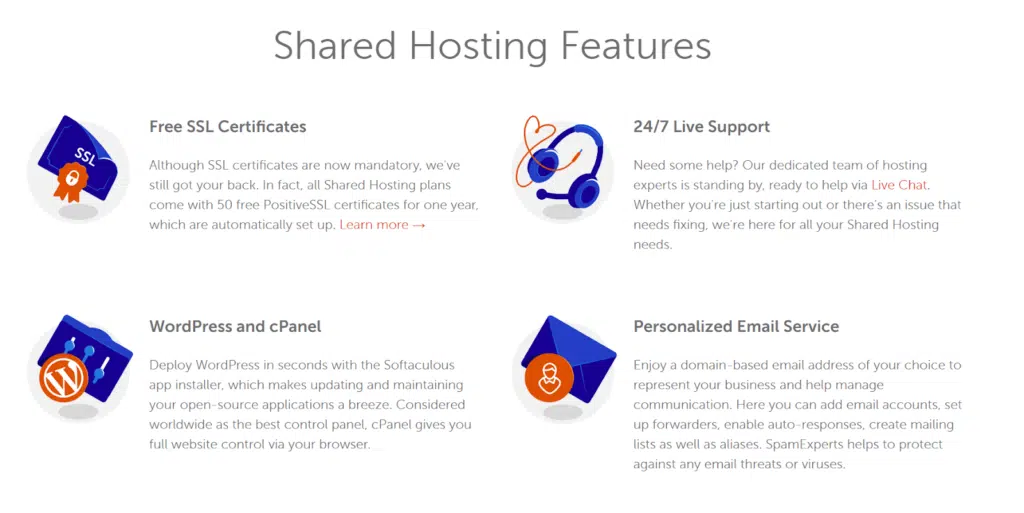 Shared Hosting Features
SSL
Free SSL Certificates
Although SSL certificates are now mandatory, we've
still got your back. In fact, all Shared Hosting plans
come with 50 free PositiveSSL certificates for one year,
which are automatically set up. Learn more →
24/7 Live Support
Need some help? Our dedicated team of hosting
experts is standing by, ready to help via Live Chat.
Whether you're just starting out or there's an issue that
needs fixing, we're here for all your Shared Hosting
needs.
WordPress and cPanel
Deploy WordPress in seconds with the Softaculous
app installer, which makes updating and maintaining
your open-source applications a breeze. Considered
worldwide as the best control panel, cPanel gives you
full website control via your browser.
Personalized Email Service
Enjoy a domain-based email address of your choice to
represent your business and help manage
communication. Here you can add email accounts, set
up forwarders, enable auto-responses, create mailing
lists as well as aliases. SpamExperts helps to protect
against any email threats or viruses.